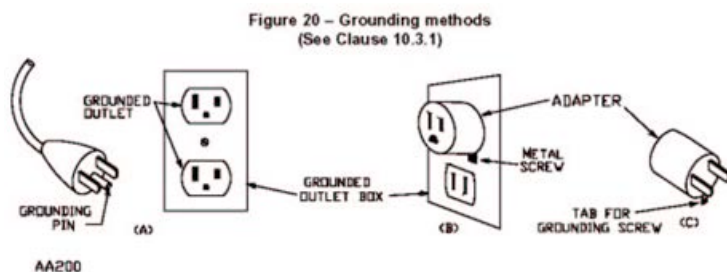 Figure 20 – Grounding methods
(See Clause 10.3.1)
GROUNDED
OUTLET
ADAPTER
METAL
SCREW
GROUNDING
PIN
GROUNDED
OUTLET BOX
TAB FOR
GROUNDING SCREW
(A)
(B)
(C)
AA200